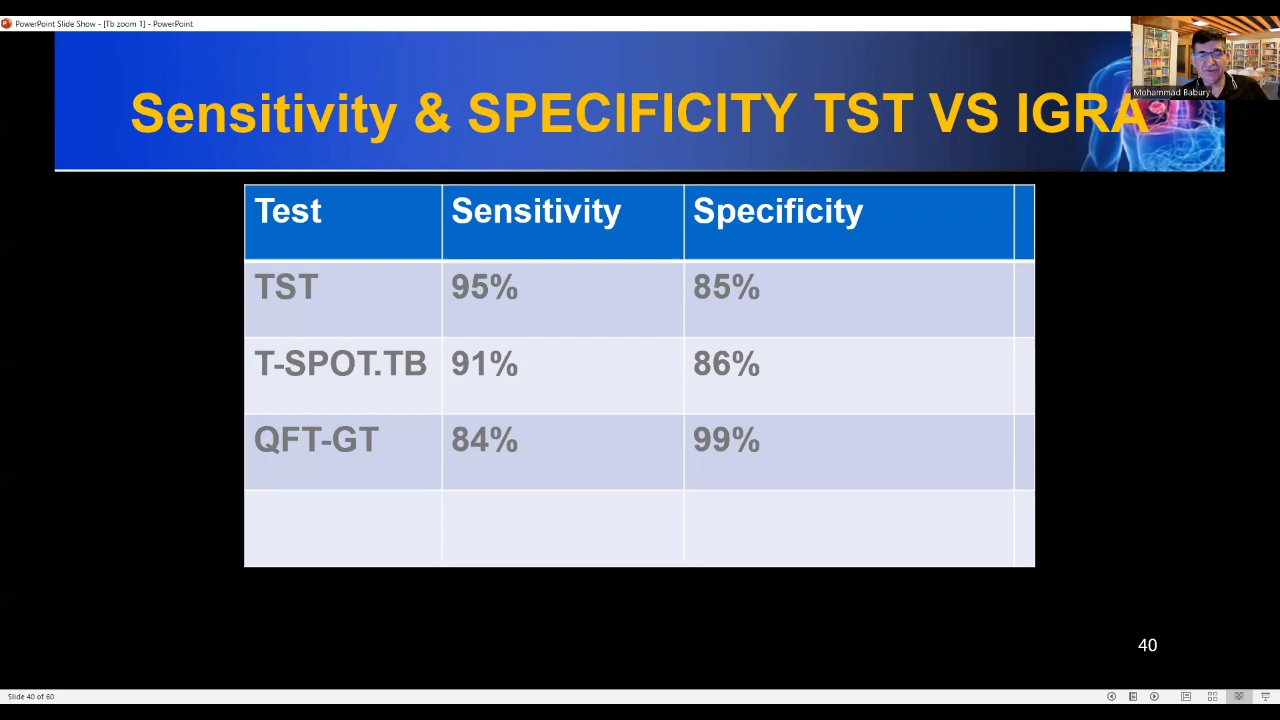 PowerPoint Slide Show - [Tb zoom 1] - PowerPoint
Mohammad Babury
Sensitivity & SPECIFICITY TST VS IGRA
Test Sensitivity Specificity
TST 95% 85%
T-SPOT.TB 91% 86%
QFT-GT 84% 99%
40
Slide 40 of 60